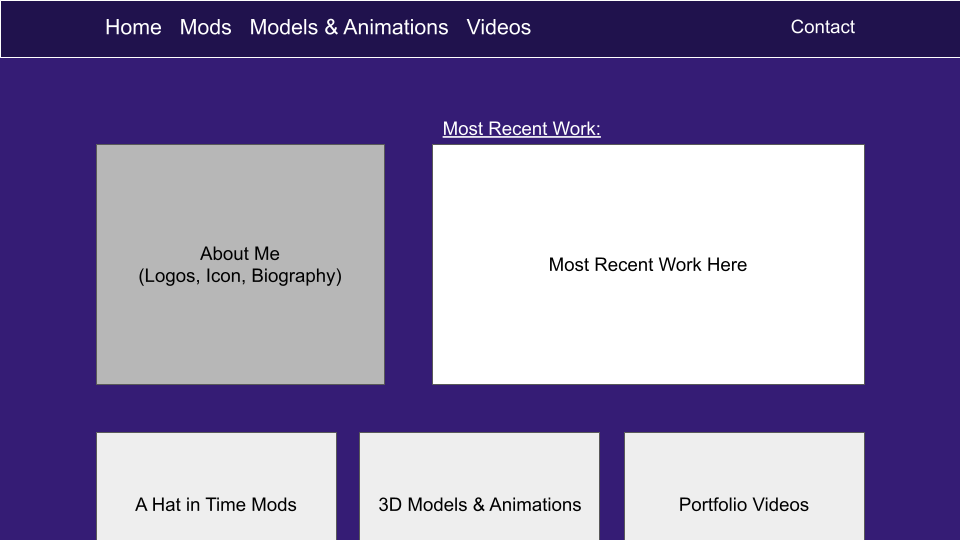 Home Mods Models & Animations Videos Contact
Most Recent Work:
About Me
(Logos, Icon, Biography)
Most Recent Work Here
A Hat in Time Mods
3D Models & Animations
Portfolio Videos